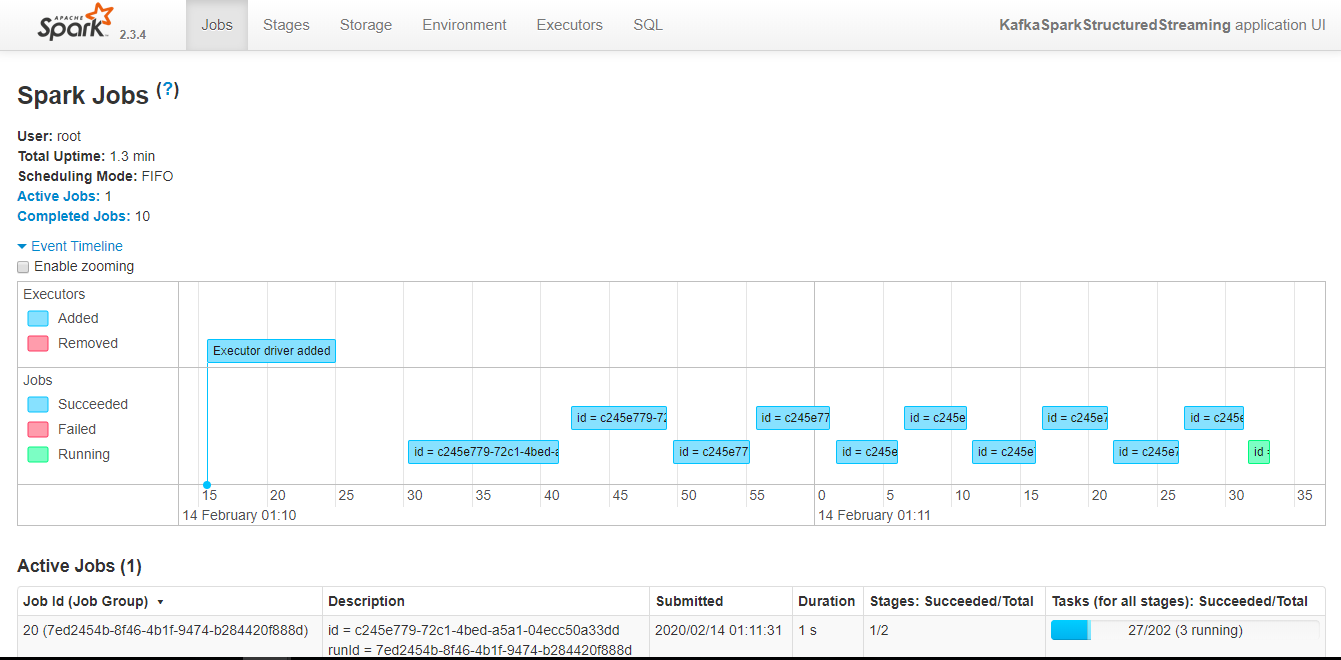 APACHE
Spark 2.3.4 Jobs Stages Storage Environment Executors SQL KafkaSparkStructuredStreaming application UI
Spark Jobs (?)
User: root
Total Uptime: 1.3 min
Scheduling Mode: FIFO
Active Jobs: 1
Completed Jobs: 10
Event Timeline
Enable zooming
Executors
Added
Removed
Executor driver added
Jobs
Succeeded
Failed
Running
id = c245e779-72 id = c245e77 id = c245e id = c245e7 id = c245e
id = c245e779-72c1-4bed-a id = c245e77 id = c245e id = c245e id = c245e7 id =
15 20 25 30 35 40 45 50 55 0 5 10 15 20 25 30 35
14 February 01:10 14 February 01:11
Active Jobs (1)
Job Id (Job Group) ▾ Description Submitted Duration Stages: Succeeded/Total Tasks (for all stages): Succeeded/Total
20 (7ed2454b-8f46-4b1f-9474-b284420f888d) id = c245e779-72c1-4bed-a5a1-04ecc50a33dd 2020/02/14 01:11:31 1 s 1/2 27/202 (3 running)
runId = 7ed2454b-8f46-4b1f-9474-b284420f888d